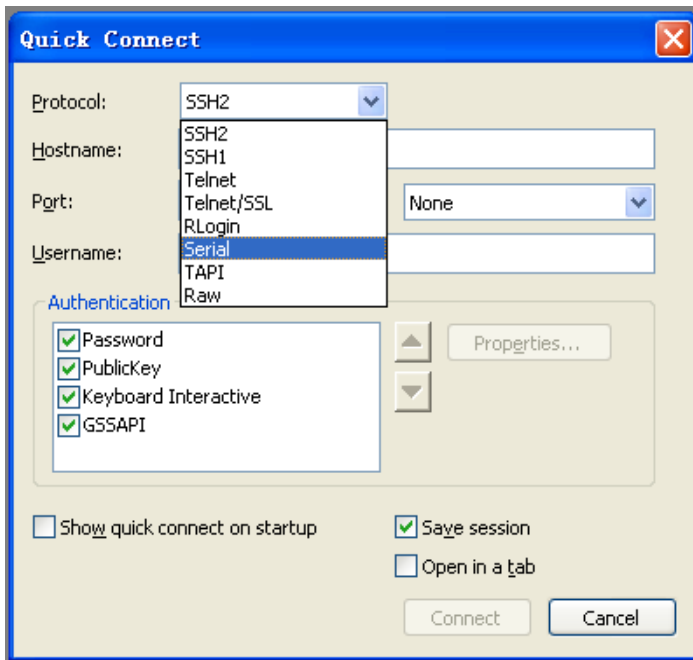 Quick Connect
Protocol:
SSH2
SSH2
SSH1
Telnet
Telnet/SSL
RLogin
Serial
TAPI
Raw
Hostname:
Port:
None
Username:
Authentication
Password
PublicKey
Keyboard Interactive
GSSAPI
Properties...
Show quick connect on startup
Save session
Open in a tab
Connect
Cancel